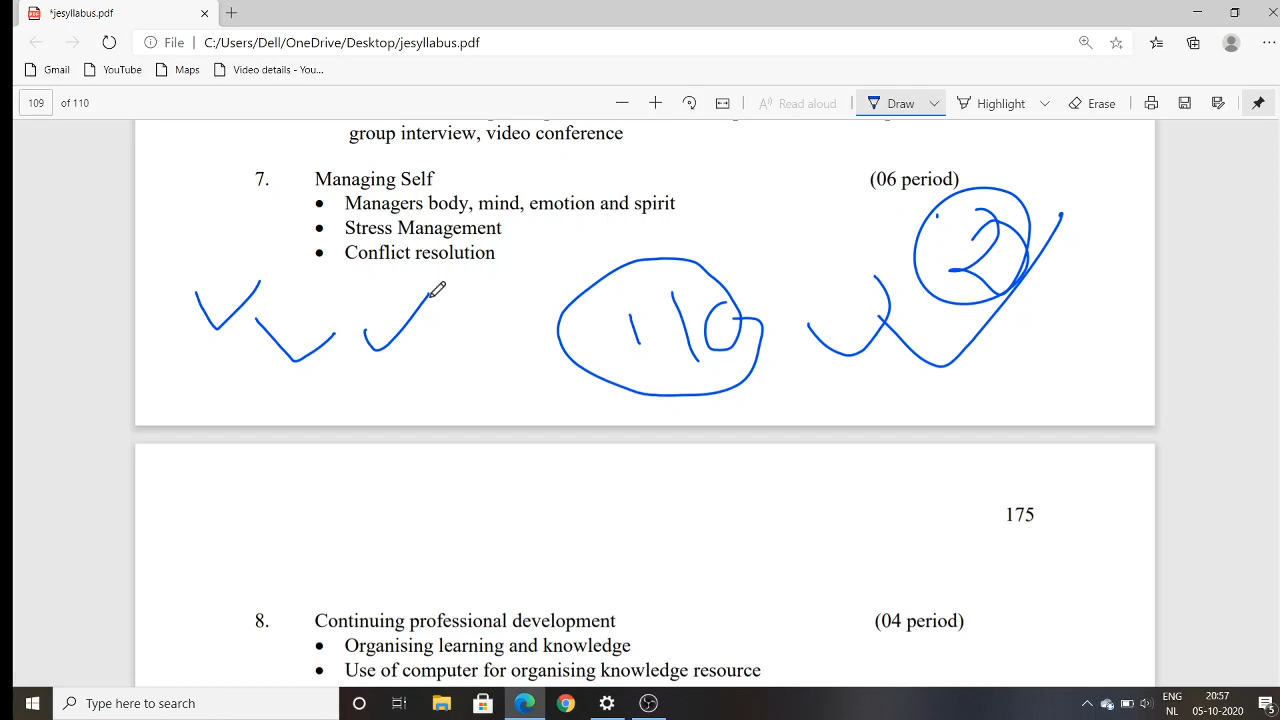 *jesyllabus.pdf
File | C:/Users/Dell/OneDrive/Desktop/jesyllabus.pdf
Gmail YouTube Maps Video details - You...
109 of 110 Read aloud Draw Highlight Erase
group interview, video conference
7. Managing Self (06 period)
• Managers body, mind, emotion and spirit
• Stress Management
• Conflict resolution
2
110
175
8. Continuing professional development (04 period)
• Organising learning and knowledge
• Use of computer for organising knowledge resource
Type here to search
ENG 20:57
NL 05-10-2020
5